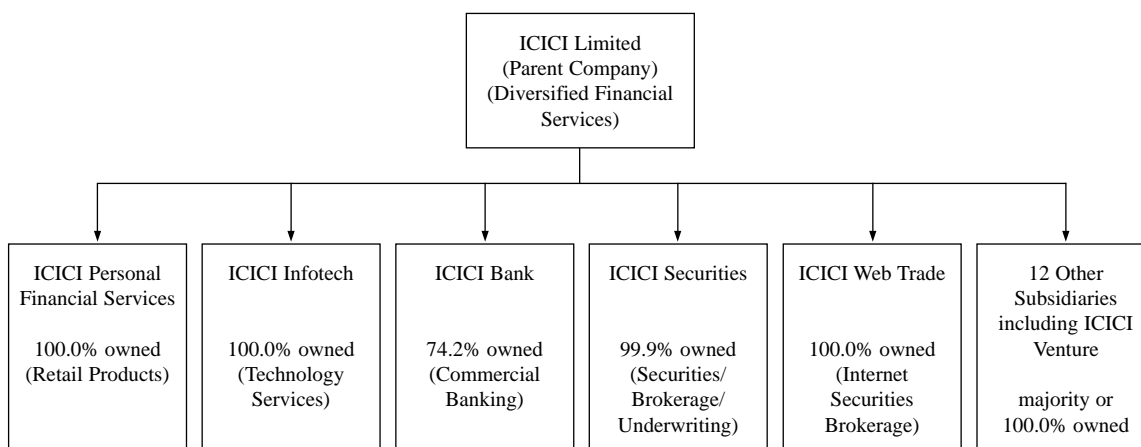 ICICI Limited
(Parent Company)
(Diversified Financial
Services)
ICICI Personal
Financial Services
100.0% owned
(Retail Products)
ICICI Infotech
100.0% owned
(Technology
Services)
ICICI Bank
74.2% owned
(Commercial
Banking)
ICICI Securities
99.9% owned
(Securities/
Brokerage/
Underwriting)
ICICI Web Trade
100.0% owned
(Internet
Securities
Brokerage)
12 Other
Subsidiaries
including ICICI
Venture
majority or
100.0% owned